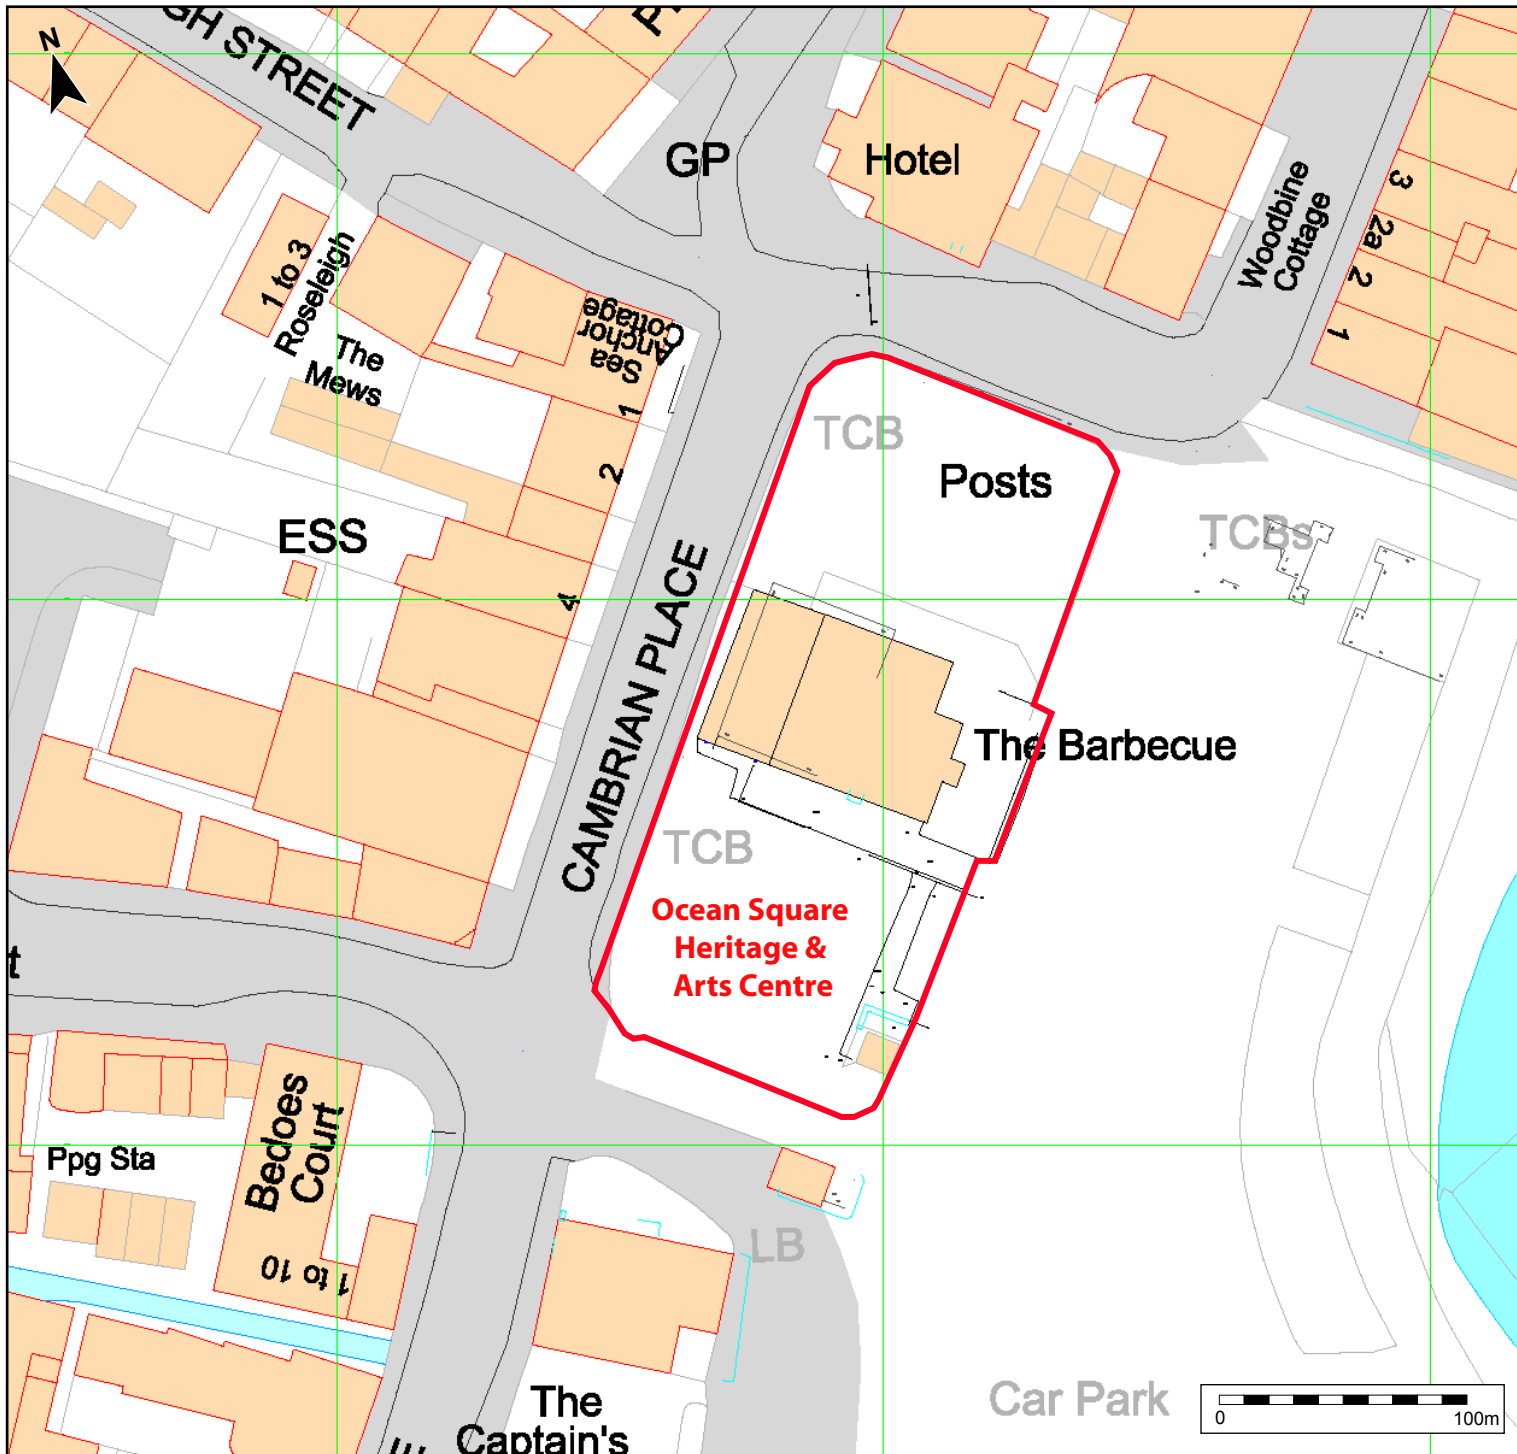 N
GH STREET
GP
Hotel
Woodbine
Cottage
3
2a
2
1
1 to 3
Roseleigh
The
Mews
Sea
Anchor
Cottage
1
2
4
ESS
TCB
Posts
TCBs
CAMBRIAN PLACE
The Barbecue
TCB
Ocean Square
Heritage &
Arts Centre
t
Bedoes
Court
1 to 10
Ppg Sta
LB
The
Captain's
Car Park
0 100m